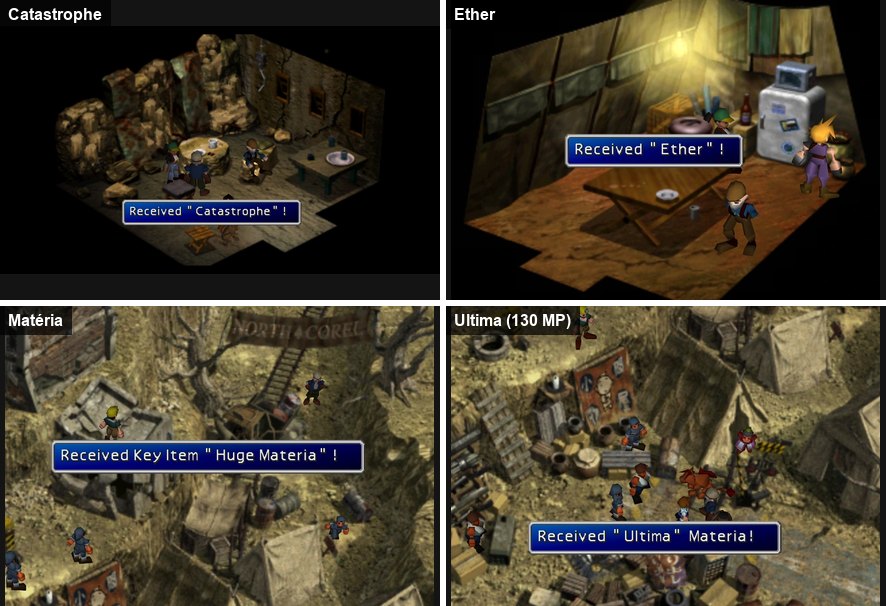 Catastrophe
Received "Catastrophe" !
Ether
Received "Ether" !
Matéria
NORTH COREL
Received Key Item "Huge Materia" !
Ultima (130 MP)
Received "Ultima" Materia!